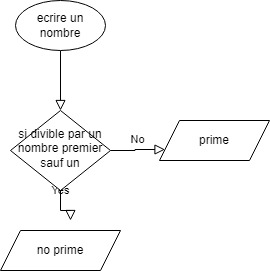 ecrire un
nombre
si divible par un
nombre premier
sauf un
No
prime
Yes
no prime